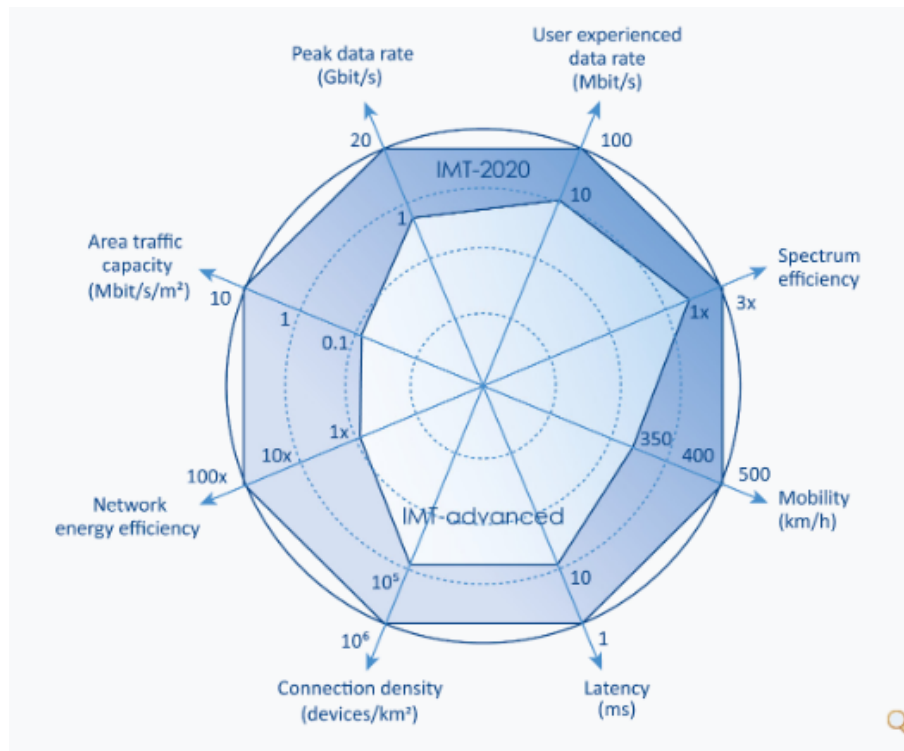 Peak data rate
(Gbit/s)
User experienced
data rate
(Mbit/s)
20
100
IMT-2020
1
10
Area traffic
capacity
(Mbit/s/m²)
Spectrum
efficiency
10
1
0.1
1x
3x
1x
10x
100x
350
400
500
Network
energy efficiency
Mobility
(km/h)
IMT-advanced
10⁵
10
10⁶
1
Connection density
(devices/km²)
Latency
(ms)